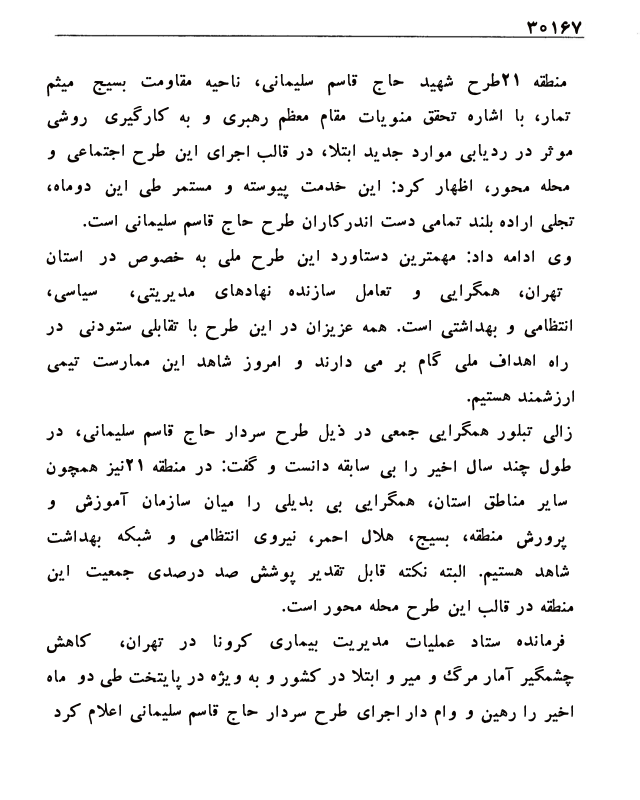 ۳۰۱۶۷
منطقه ۲۱طرح شهید حاج قاسم سلیمانی، ناحیه مقاومت بسیج میثم
تمار، با اشاره تحقق منویات مقام معظم رهبری و به کارگیری روشی
موثر در ردیابی موارد جدید ابتلا، در قالب اجرای این طرح اجتماعی و
محله محور، اظهار کرد: این خدمت پیوسته و مستمر طی این دوماه،
تجلی اراده بلند تمامی دست اندرکاران طرح حاج قاسم سلیمانی است.
وی ادامه داد: مهمترین دستاورد این طرح ملی به خصوص در استان
تهران، همگرایی و تعامل سازنده نهادهای مدیریتی، سیاسی،
انتظامی و بهداشتی است. همه عزیزان در این طرح با تقابلی ستودنی در
راه اهداف ملی گام بر می دارند و امروز شاهد این ممارست تیمی
ارزشمند هستیم.
زالی تبلور همگرایی جمعی در ذیل طرح سردار حاج قاسم سلیمانی، در
طول چند سال اخیر را بی سابقه دانست و گفت: در منطقه ۲۱نیز همچون
سایر مناطق استان، همگرایی بی بدیلی را میان سازمان آموزش و
پرورش منطقه، بسیج، هلال احمر، نیروی انتظامی و شبکه بهداشت
شاهد هستیم. البته نکته قابل تقدیر پوشش صد درصدی جمعیت این
منطقه در قالب این طرح محله محور است.
فرمانده ستاد عملیات مدیریت بیماری کرونا در تهران، کاهش
چشمگیر آمار مرگ و میر و ابتلا در کشور و به ویژه در پایتخت طی دو ماه
اخیر را رهین و وام دار اجرای طرح سردار حاج قاسم سلیمانی اعلام کرد